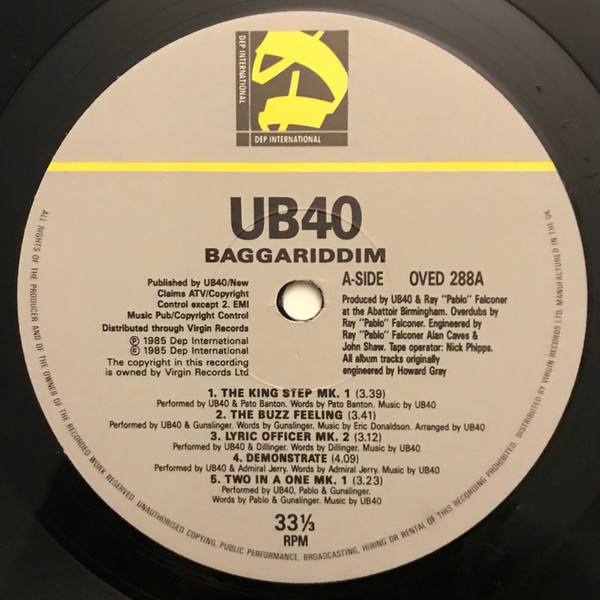 DEP INTERNATIONAL
DEP INTERNATIONAL
UB40
BAGGARIDDIM
Published by UB40/New
Claims ATV/Copyright
Control except 2. EMI
Music Pub/Copyright Control
Distributed through Virgin Records
Ⓟ 1985 Dep International
© 1985 Dep International
The copyright in this recording
is owned by Virgin Records Ltd
A-SIDE OVED 288A
Produced by UB40 & Ray "Pablo" Falconer
at the Abattoir Birmingham. Overdubs by
Ray "Pablo" Falconer. Engineered by
Ray "Pablo" Falconer Alan Caves &
John Shaw. Tape operator: Nick Phipps.
All album tracks originally
engineered by Howard Gray
1. THE KING STEP MK. 1 (3.39)
Performed by UB40 & Pato Banton. Words by Pato Banton. Music by UB40
2. THE BUZZ FEELING (3.41)
Performed by UB40 & Gunslinger. Words by Gunslinger. Music by Eric Donaldson. Arranged by UB40
3. LYRIC OFFICER MK. 2 (3.12)
Performed by UB40 & Dillinger. Words by Dillinger. Music by UB40
4. DEMONSTRATE (4.09)
Performed by UB40 & Admiral Jerry. Words by Admiral Jerry. Music by UB40
5. TWO IN A ONE MK. 1 (3.23)
Performed by UB40, Pablo & Gunslinger.
Words by Pablo & Gunslinger. Music by UB40
33⅓
RPM
ALL RIGHTS OF THE PRODUCER AND OF THE OWNER OF THE RECORDED WORK RESERVED. UNAUTHORISED COPYING, PUBLIC PERFORMANCE, BROADCASTING, HIRING OR RENTAL OF THIS RECORDING PROHIBITED. DISTRIBUTED BY VIRGIN RECORDS LTD. MANUFACTURED IN THE UK